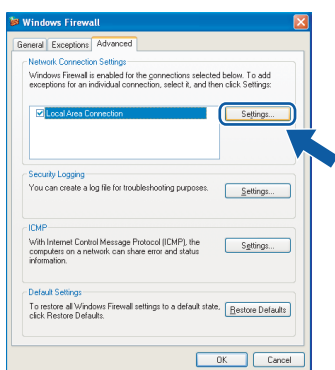 Windows Firewall
General Exceptions Advanced
Network Connection Settings
Windows Firewall is enabled for the connections selected below. To add
exceptions for an individual connection, select it, and then click Settings:
Local Area Connection
Settings...
Security Logging
You can create a log file for troubleshooting purposes.
Settings...
ICMP
With Internet Control Message Protocol (ICMP), the
computers on a network can share error and status
information.
Settings...
Default Settings
To restore all Windows Firewall settings to a default state,
click Restore Defaults.
Restore Defaults
OK Cancel